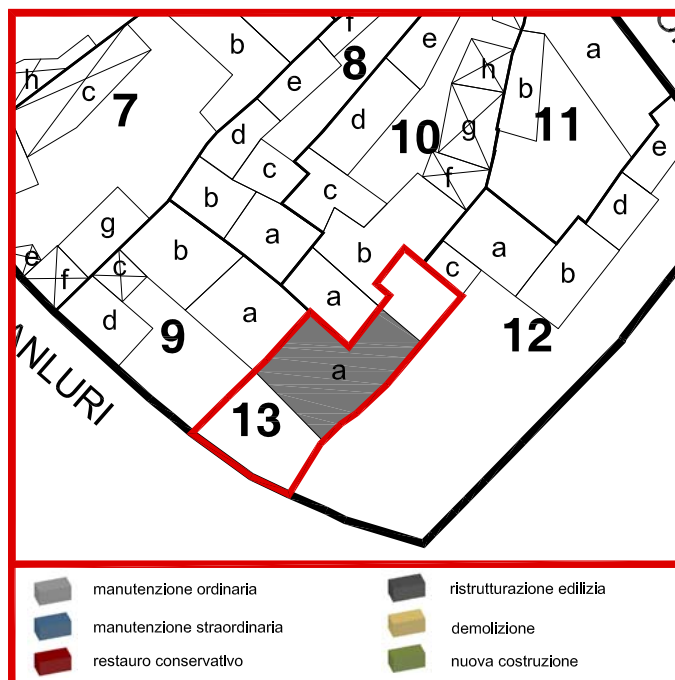 f
b
8
e
a
h
h
c
e
b
7
d
10
g
11
e
d
c
f
c
b
d
g
a
b
a
b
e
f
c
b
a
c
b
d
9
a
12
a
ANLURI
13
manutenzione ordinaria
ristrutturazione edilizia
manutenzione straordinaria
demolizione
restauro conservativo
nuova costruzione